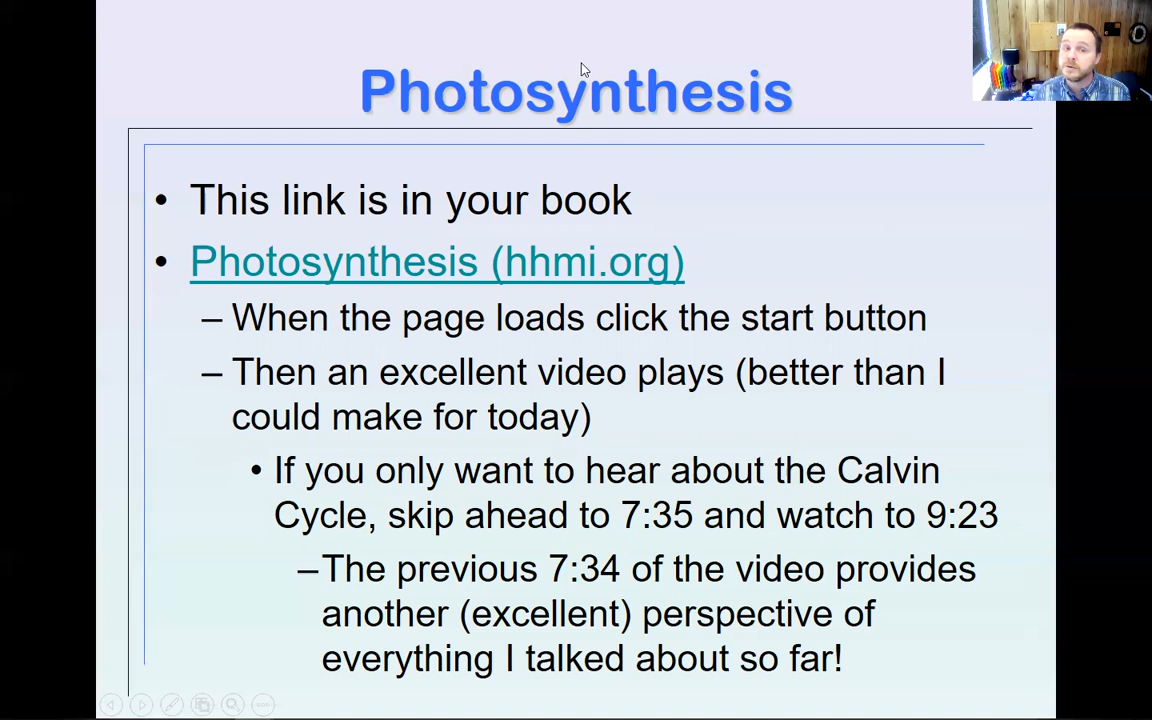 Photosynthesis
• This link is in your book
• Photosynthesis (hhmi.org)
– When the page loads click the start button
– Then an excellent video plays (better than I
could make for today)
• If you only want to hear about the Calvin
Cycle, skip ahead to 7:35 and watch to 9:23
–The previous 7:34 of the video provides
another (excellent) perspective of
everything I talked about so far!